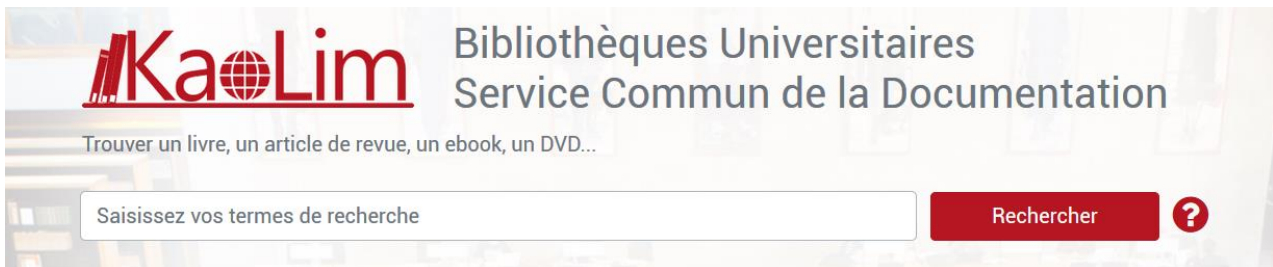 KaoLim
Bibliothèques Universitaires
Service Commun de la Documentation
Trouver un livre, un article de revue, un ebook, un DVD...
Saisissez vos termes de recherche
Rechercher
?